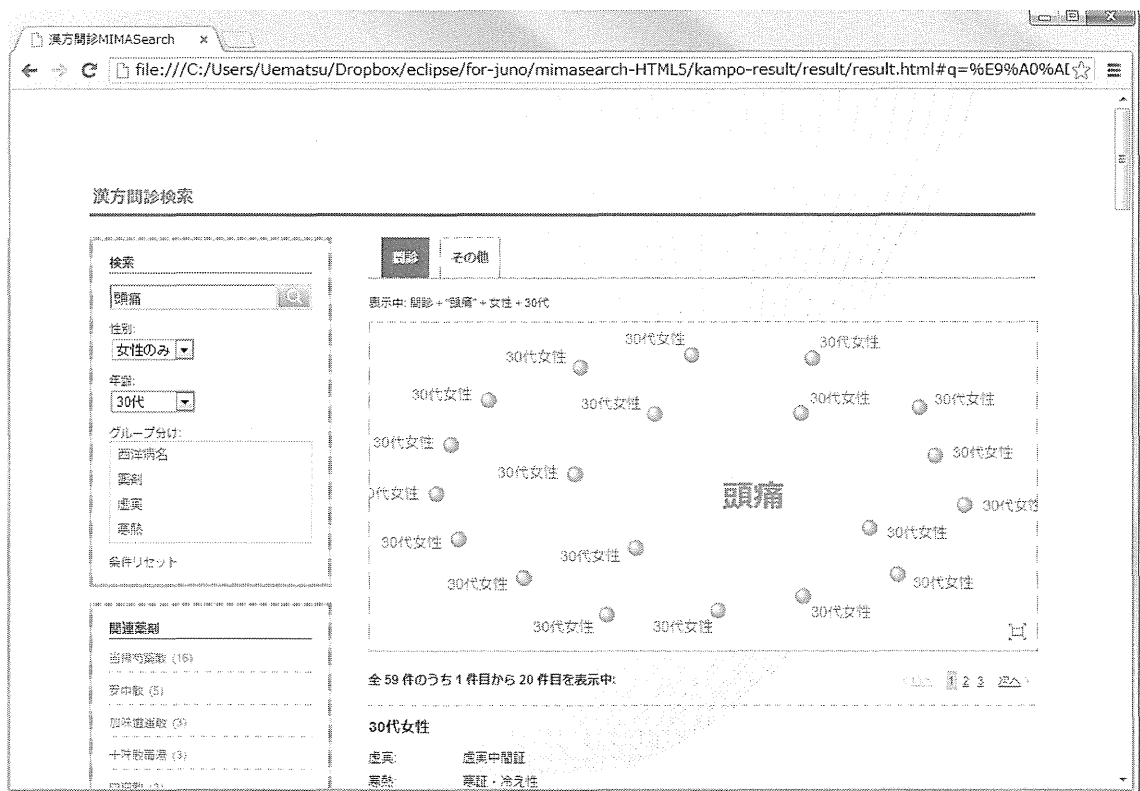 漢方問診MIMASearch
file:///C:/Users/Uematsu/Dropbox/eclipse/for-juno/mimasearch-HTML5/kampo-result/result/result.html#q=%E9%A0%A
漢方問診検索
検索
頭痛
性別:
女性のみ
年齢:
30代
グループ分け:
西洋病名
薬剤
虚実
寒熱
条件リセット
関連薬剤
当帰芍薬散 (16)
安中散 (5)
加味逍遥散 (3)
十味敗毒湯 (3)
問診
その他
表示中: 問診 + "頭痛" + 女性 + 30代
30代女性
30代女性
30代女性
30代女性
30代女性
30代女性
30代女性
30代女性
30代女性
30代女性
頭痛
代女性
30代女
30代女性
30代女性
30代女性
30代女性
30代女性
30代女性
30代女性
30代女性
全 59 件のうち 1 件目から 20 件目を表示中:
1 2 3 次へ
30代女性
虚実: 虚実中間証
寒熱: 寒証・冷え性